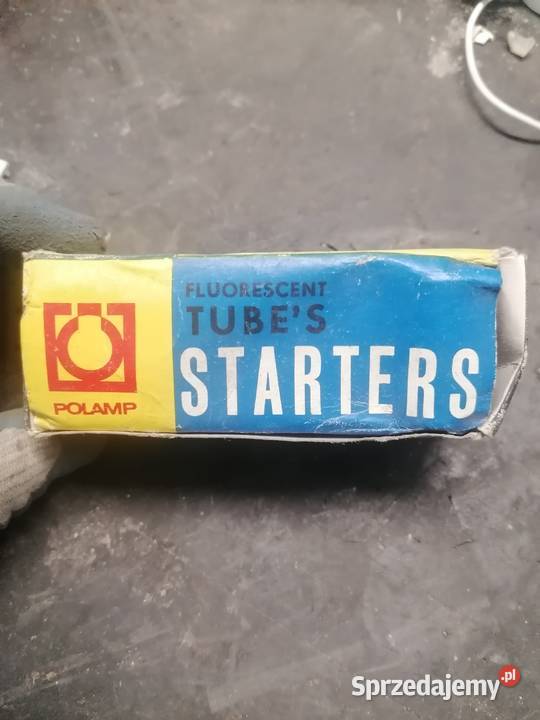 FLUORESCENT
TUBE'S
STARTERS
POLAMP
Sprzedajemy.pl